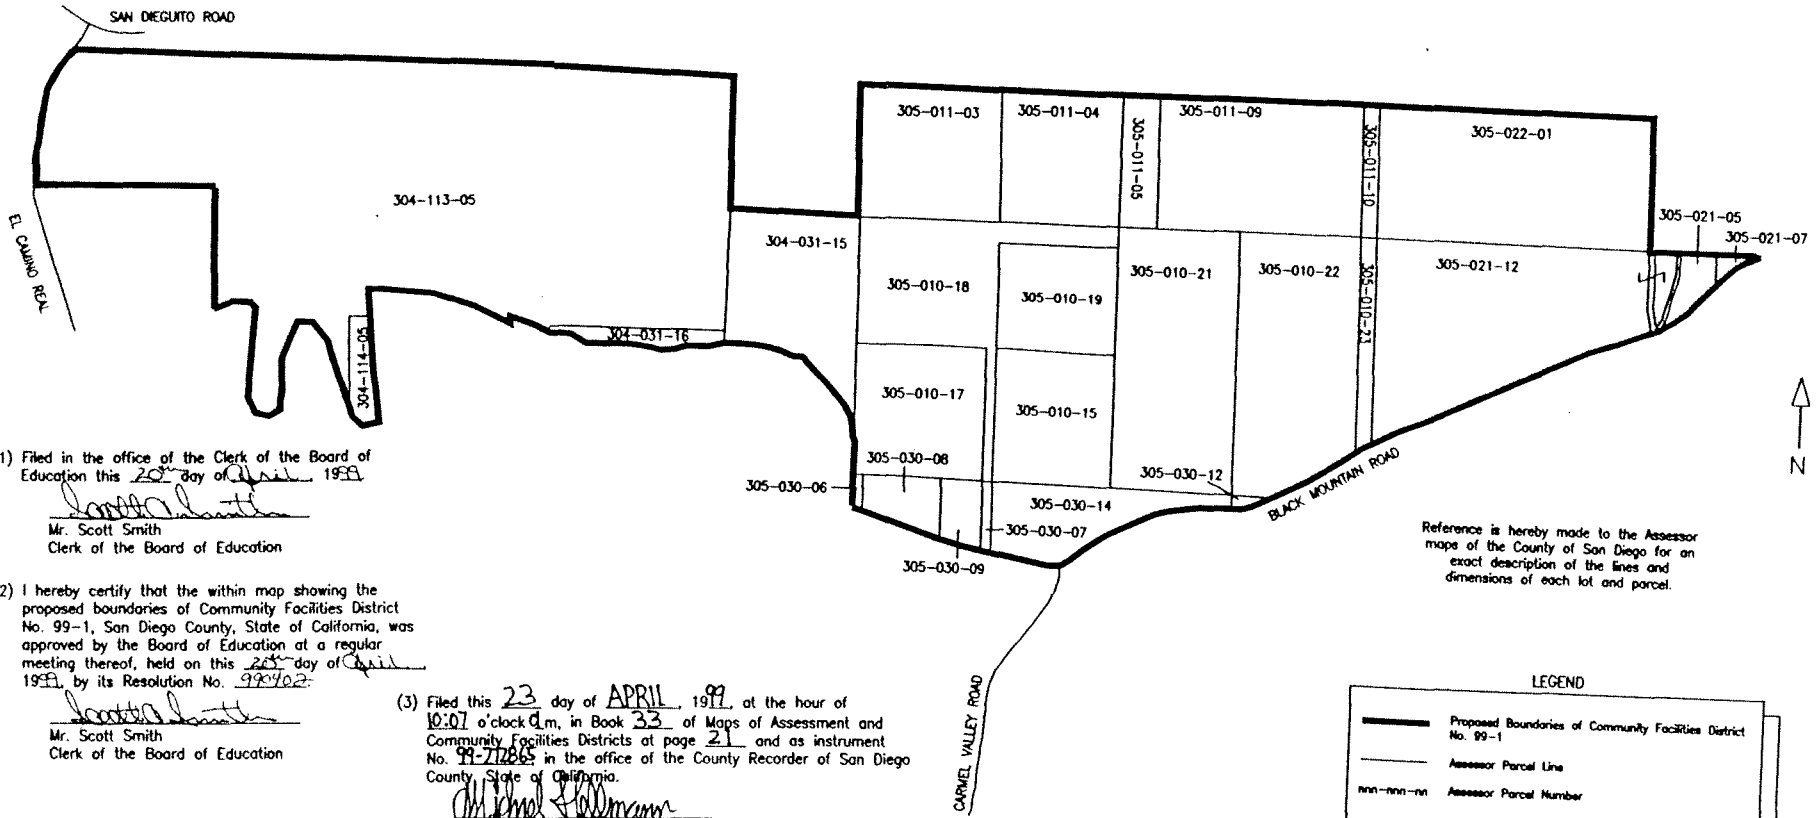 SAN DIEGUITO ROAD
305-011-03
305-011-04
305-011-09
305-022-01
305-011-05
305-011-10
304-113-05
305-021-05
305-021-07
EL CAMINO REAL
304-031-15
305-010-18
305-010-19
305-010-21
305-010-22
305-010-23
305-021-12
304-031-16
304-114-05
305-010-17
305-010-15
305-030-08
305-030-06
305-030-12
305-030-14
305-030-07
305-030-09
BLACK MOUNTAIN ROAD
N
CARMEL VALLEY ROAD
1) Filed in the office of the Clerk of the Board of
Education this 20th day of April, 1999
Mr. Scott Smith
Clerk of the Board of Education
2) I hereby certify that the within map showing the
proposed boundaries of Community Facilities District
No. 99-1, San Diego County, State of California, was
approved by the Board of Education at a regular
meeting thereof, held on this 20th day of April
1999, by its Resolution No. 990402.
Mr. Scott Smith
Clerk of the Board of Education
(3) Filed this 23 day of APRIL, 1999, at the hour of
10:07 o'clock a.m, in Book 33 of Maps of Assessment and
Community Facilities Districts at page 21 and as instrument
No. in the office of the County Recorder of San Diego
County, State of California.
Reference is hereby made to the Assessor
maps of the County of San Diego for an
exact description of the lines and
dimensions of each lot and parcel.
LEGEND
Proposed Boundaries of Community Facilities District
No. 99-1
Assessor Parcel Line
nnn-nnn-nn Assessor Parcel Number